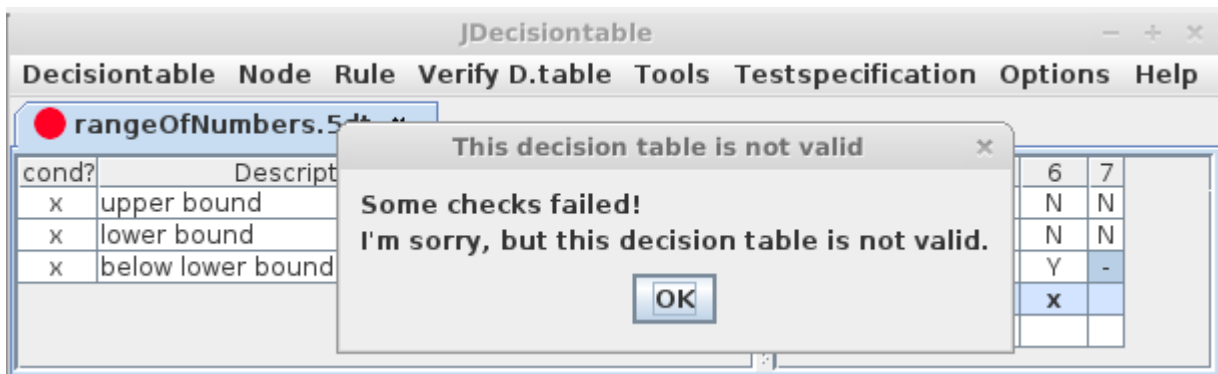 JDecisiontable
Decisiontable Node Rule Verify D.table Tools Testspecification Options Help
rangeOfNumbers.5dt
This decision table is not valid
cond? Descript 6 7
x upper bound N N
x lower bound N N
x below lower bound Y -
x
Some checks failed!
I'm sorry, but this decision table is not valid.
OK